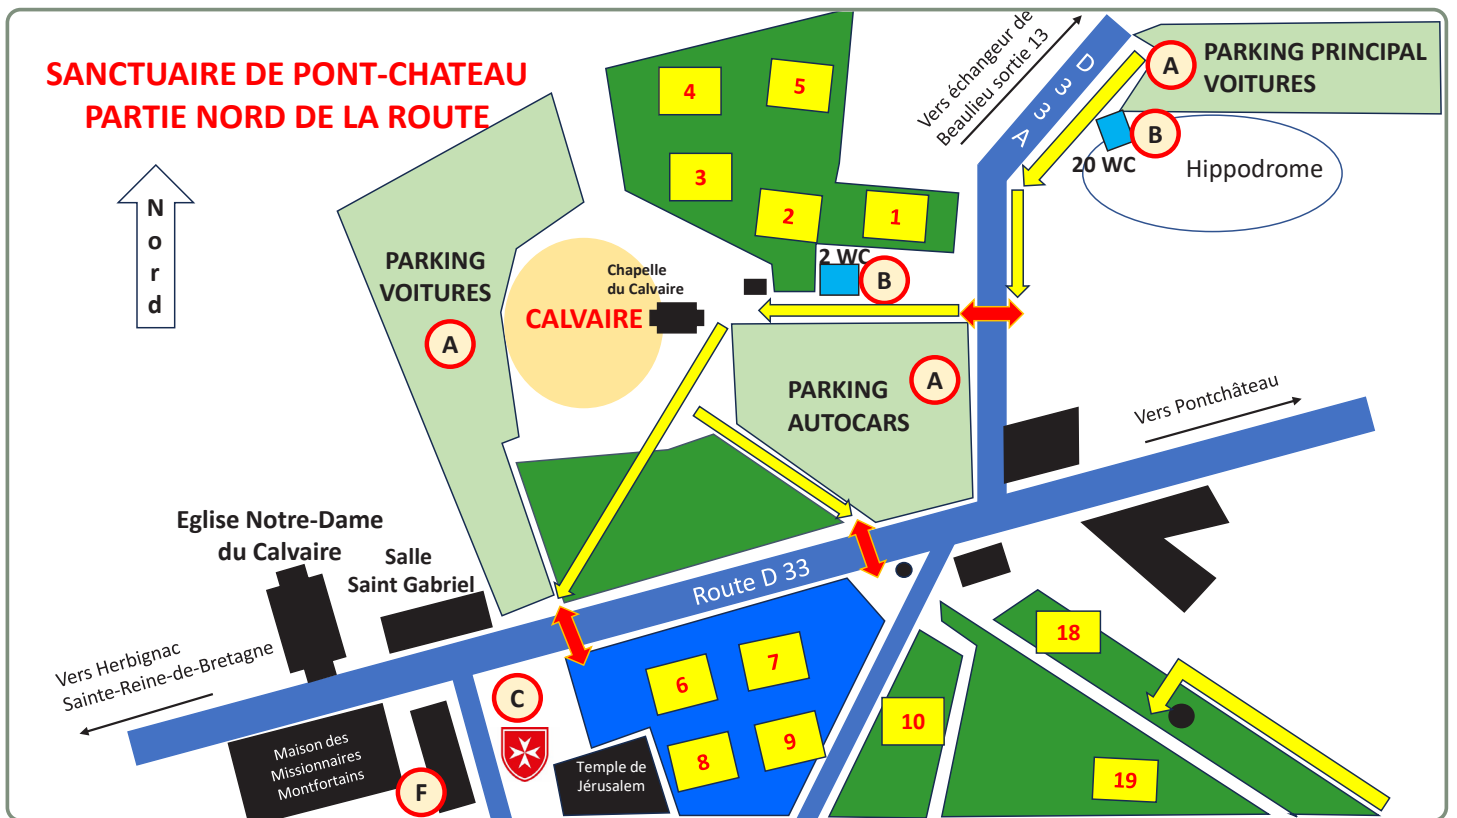 SANCTUAIRE DE PONT-CHATEAU
PARTIE NORD DE LA ROUTE
Nord
4
5
3
2
1
Vers échangeur de
Beaulieu sortie 13
D33A
A
PARKING PRINCIPAL
VOITURES
B
20 WC
Hippodrome
PARKING
VOITURES
A
Chapelle
du Calvaire
CALVAIRE
2 WC
B
PARKING
AUTOCARS
A
Vers Pontchâteau
Eglise Notre-Dame
du Calvaire
Salle
Saint Gabriel
Route D 33
Vers Herbignac
Sainte-Reine-de-Bretagne
Maison des
Missionnaires
Montfortains
F
C
Temple de
Jérusalem
6
7
8
9
10
18
19